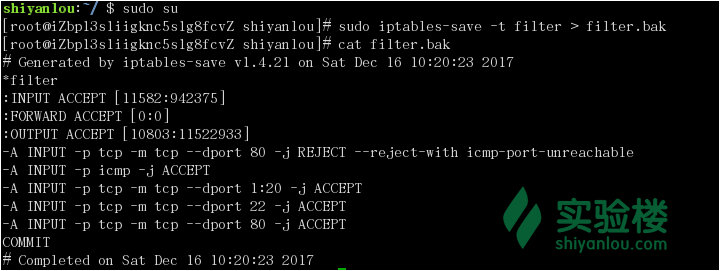 shiyanlou:~/ $ sudo su
[root@iZbp13sliigknc5slg8fcvZ shiyanlou]# sudo iptables-save -t filter > filter.bak
[root@iZbp13sliigknc5slg8fcvZ shiyanlou]# cat filter.bak
# Generated by iptables-save v1.4.21 on Sat Dec 16 10:20:23 2017
*filter
:INPUT ACCEPT [11582:942375]
:FORWARD ACCEPT [0:0]
:OUTPUT ACCEPT [10803:11522933]
-A INPUT -p tcp -m tcp --dport 80 -j REJECT --reject-with icmp-port-unreachable
-A INPUT -p icmp -j ACCEPT
-A INPUT -p tcp -m tcp --dport 1:20 -j ACCEPT
-A INPUT -p tcp -m tcp --dport 22 -j ACCEPT
-A INPUT -p tcp -m tcp --dport 80 -j ACCEPT
COMMIT
# Completed on Sat Dec 16 10:20:23 2017
实验楼
shiyanlou.com